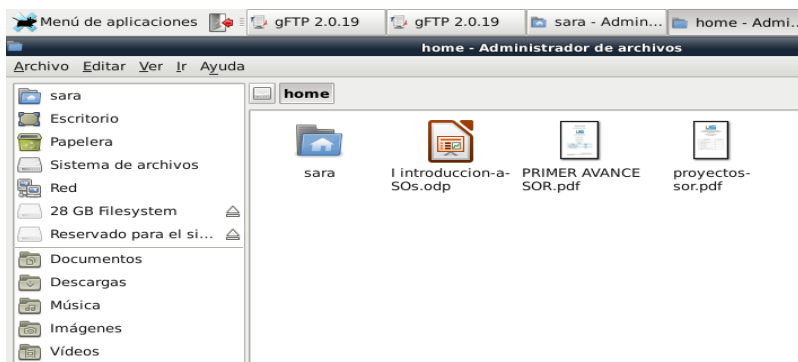 Menú de aplicaciones gFTP 2.0.19 gFTP 2.0.19 sara - Admin... home - Admi...
home - Administrador de archivos
Archivo Editar Ver Ir Ayuda
sara
Escritorio
Papelera
Sistema de archivos
Red
28 GB Filesystem
Reservado para el si...
Documentos
Descargas
Música
Imágenes
Vídeos
home
sara
I introduccion-a-
SOs.odp
PRIMER AVANCE
SOR.pdf
proyectos-
sor.pdf